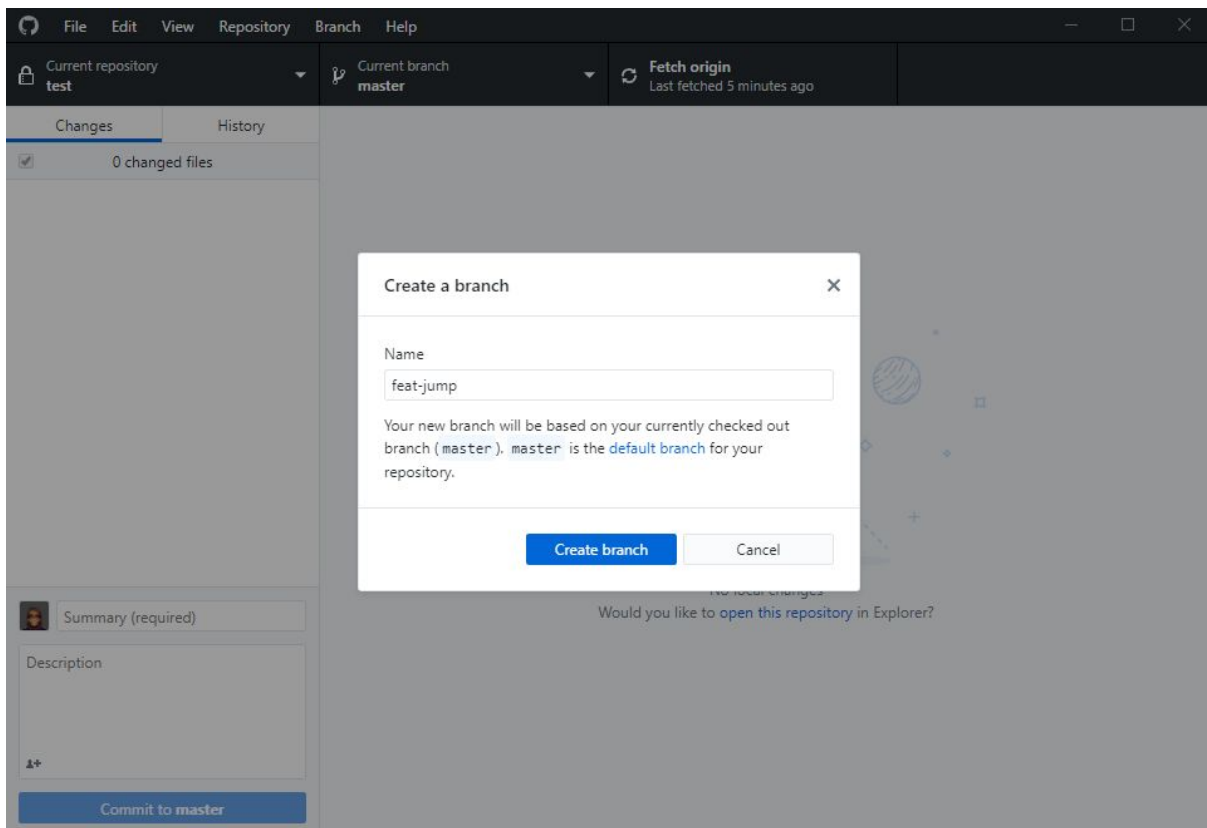 File Edit View Repository Branch Help
Current repository
test
Current branch
master
Fetch origin
Last fetched 5 minutes ago
Changes History
0 changed files
Create a branch
Name
feat-jump
Your new branch will be based on your currently checked out
branch (master). master is the default branch for your
repository.
Create branch Cancel
No local changes
Would you like to open this repository in Explorer?
Summary (required)
Description
Commit to master